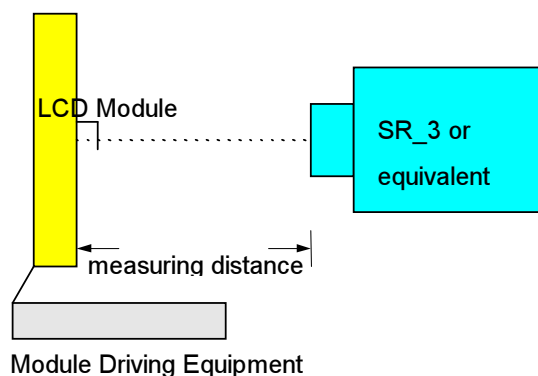 LCD Module
SR_3 or
equivalent
measuring distance
Module Driving Equipment